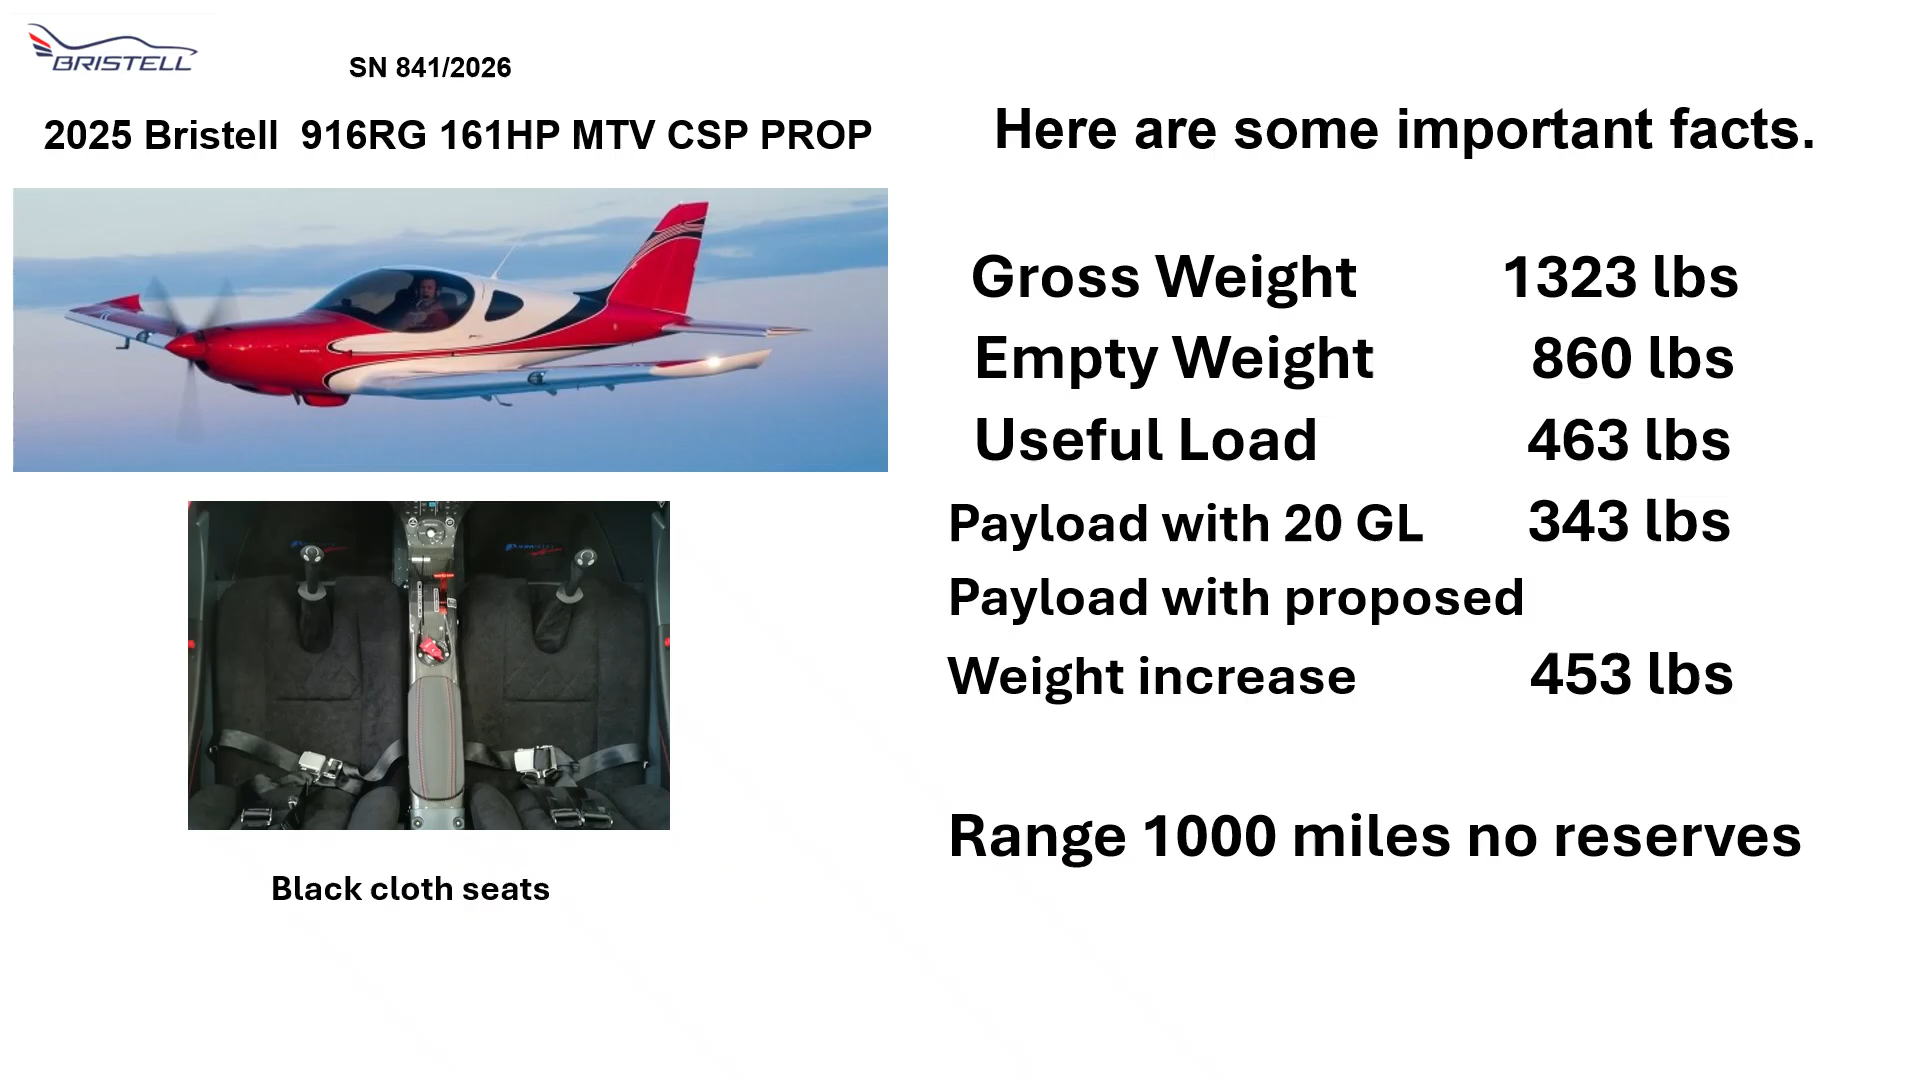 BRISTELL
SN 841/2026
2025 Bristell 916RG 161HP MTV CSP PROP
Black cloth seats
Here are some important facts.
Gross Weight 1323 lbs
Empty Weight 860 lbs
Useful Load 463 lbs
Payload with 20 GL 343 lbs
Payload with proposed
Weight increase 453 lbs
Range 1000 miles no reserves